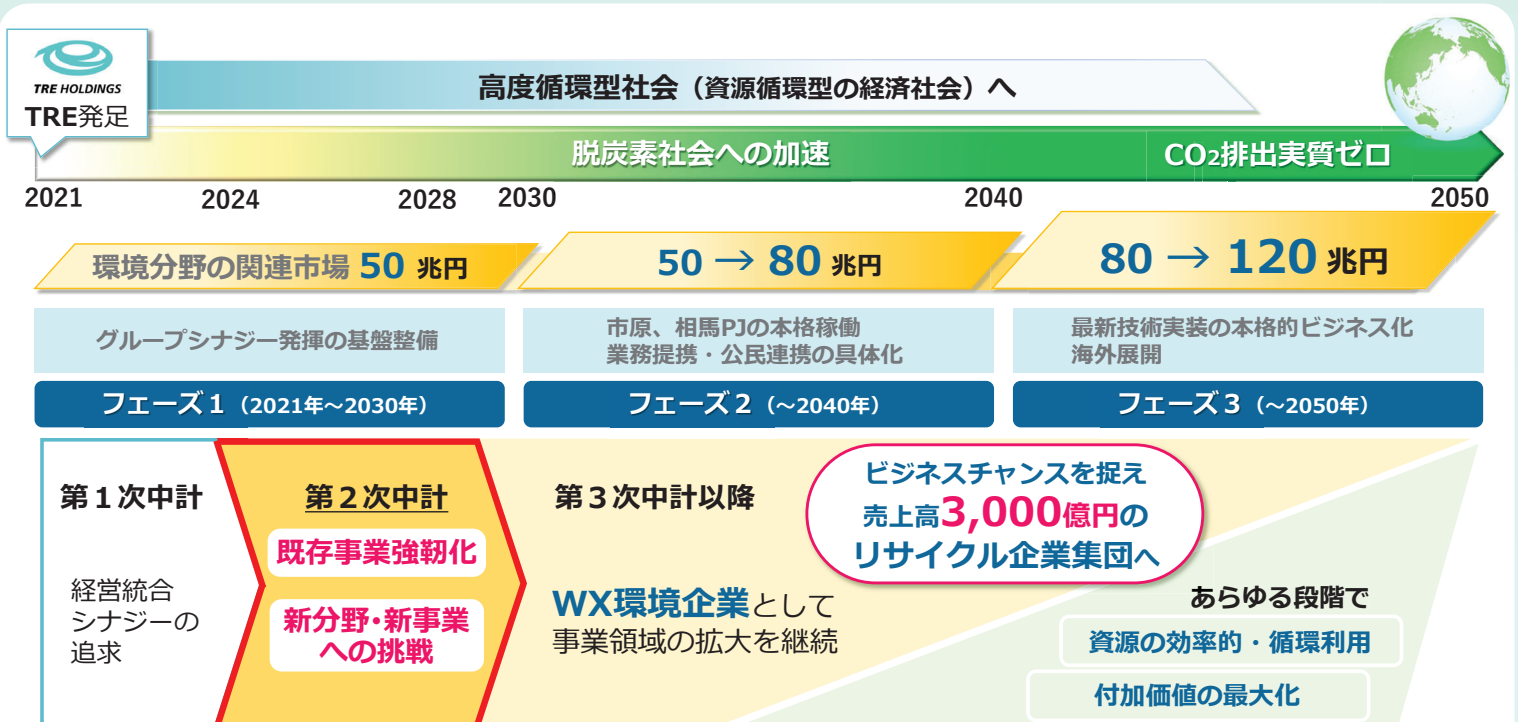 TRE HOLDINGS
TRE発足
高度循環型社会（資源循環型の経済社会）へ
脱炭素社会への加速
CO2排出実質ゼロ
2021
2024
2028
2030
2040
2050
環境分野の関連市場 50 兆円
50 → 80 兆円
80 → 120 兆円
グループシナジー発揮の基盤整備
市原、相馬PJの本格稼働
業務提携・公民連携の具体化
最新技術実装の本格的ビジネス化
海外展開
フェーズ１（2021年～2030年）
フェーズ２（～2040年）
フェーズ３（～2050年）
第１次中計
経営統合
シナジーの
追求
第２次中計
既存事業強靭化
新分野・新事業
への挑戦
第３次中計以降
WX環境企業として
事業領域の拡大を継続
ビジネスチャンスを捉え
売上高3,000億円の
リサイクル企業集団へ
あらゆる段階で
資源の効率的・循環利用
付加価値の最大化